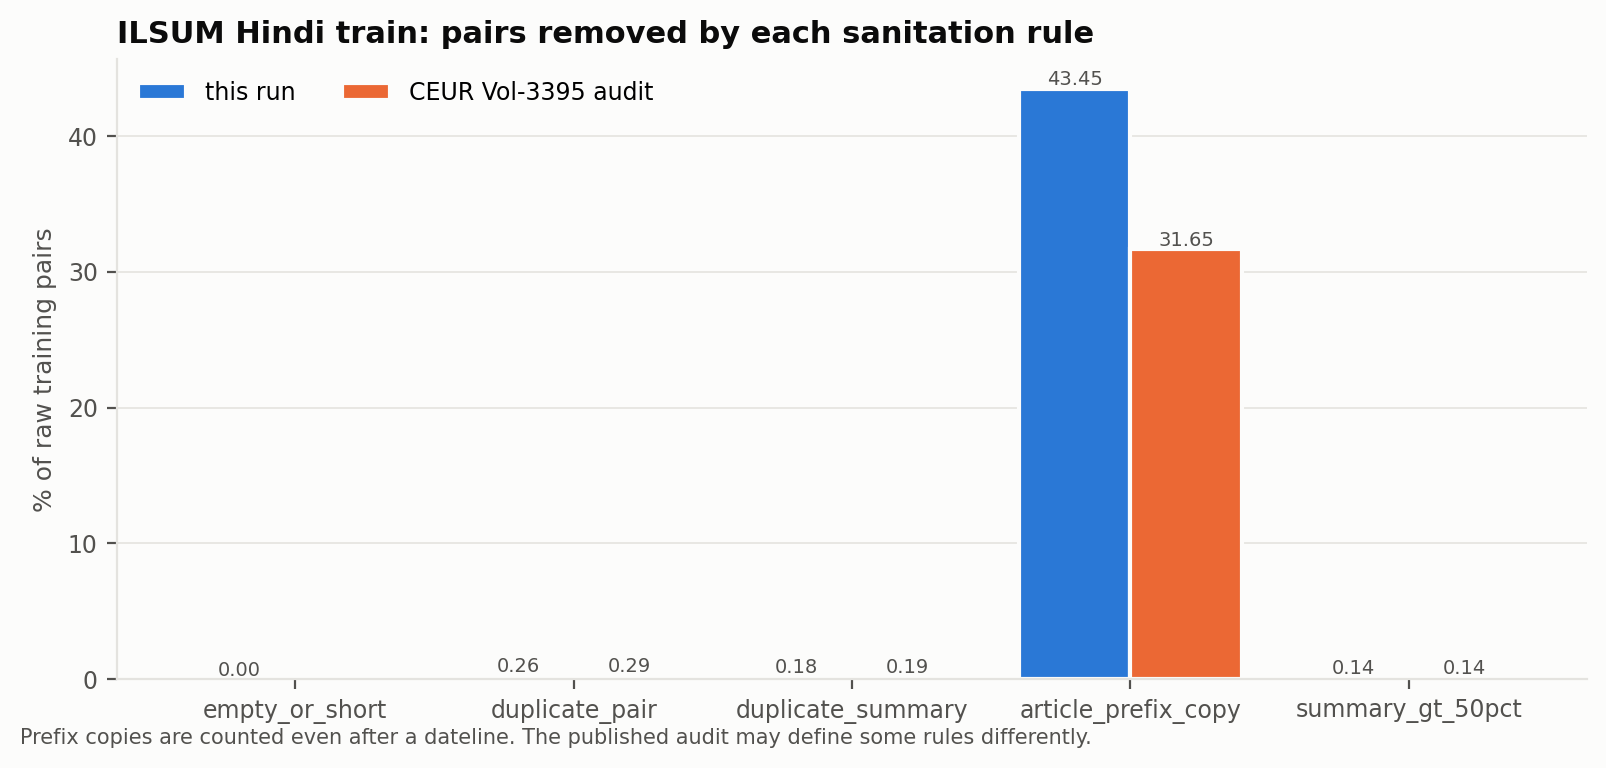 ILSUM Hindi train: pairs removed by each sanitation rule
this run
CEUR Vol-3395 audit
% of raw training pairs
40
30
20
10
0
43.45
31.65
0.00
0.26
0.29
0.18
0.19
0.14
0.14
empty_or_short
duplicate_pair
duplicate_summary
article_prefix_copy
summary_gt_50pct
Prefix copies are counted even after a dateline. The published audit may define some rules differently.